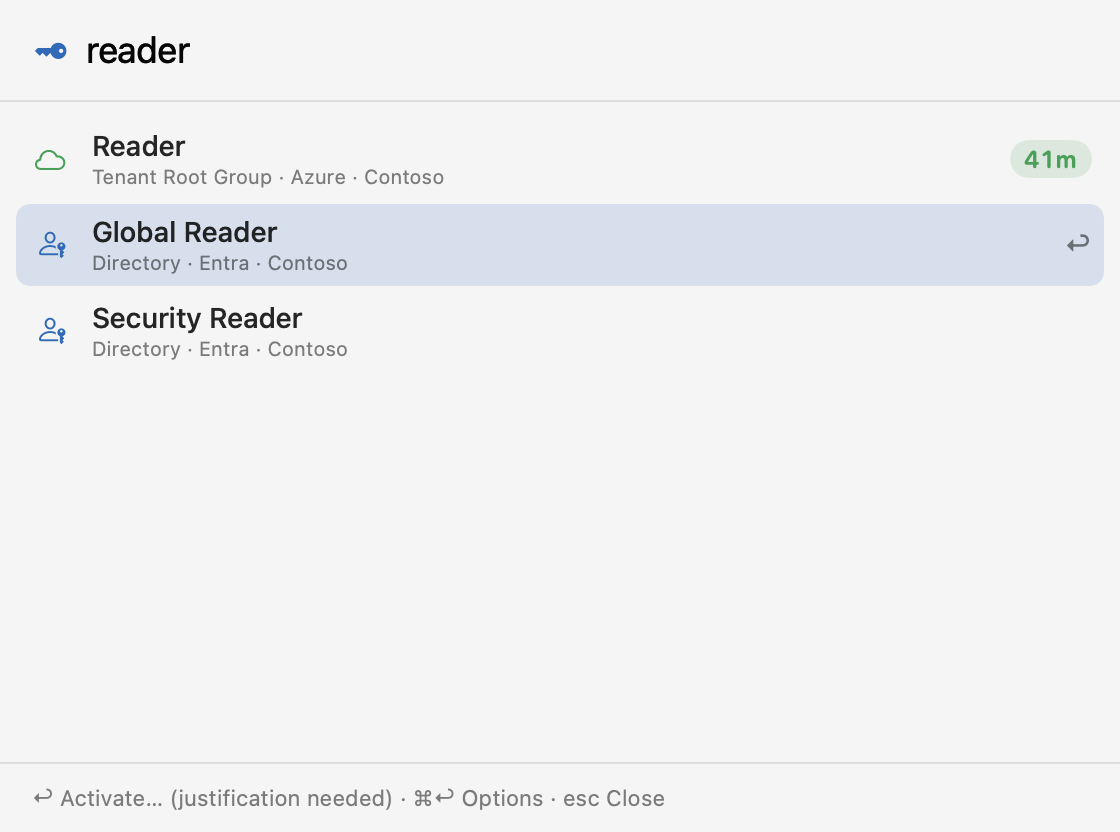 reader
Reader
41m
Tenant Root Group · Azure · Contoso
Global Reader
Directory · Entra · Contoso
Security Reader
Directory · Entra · Contoso
↩ Activate… (justification needed) · ⌘↩ Options · esc Close